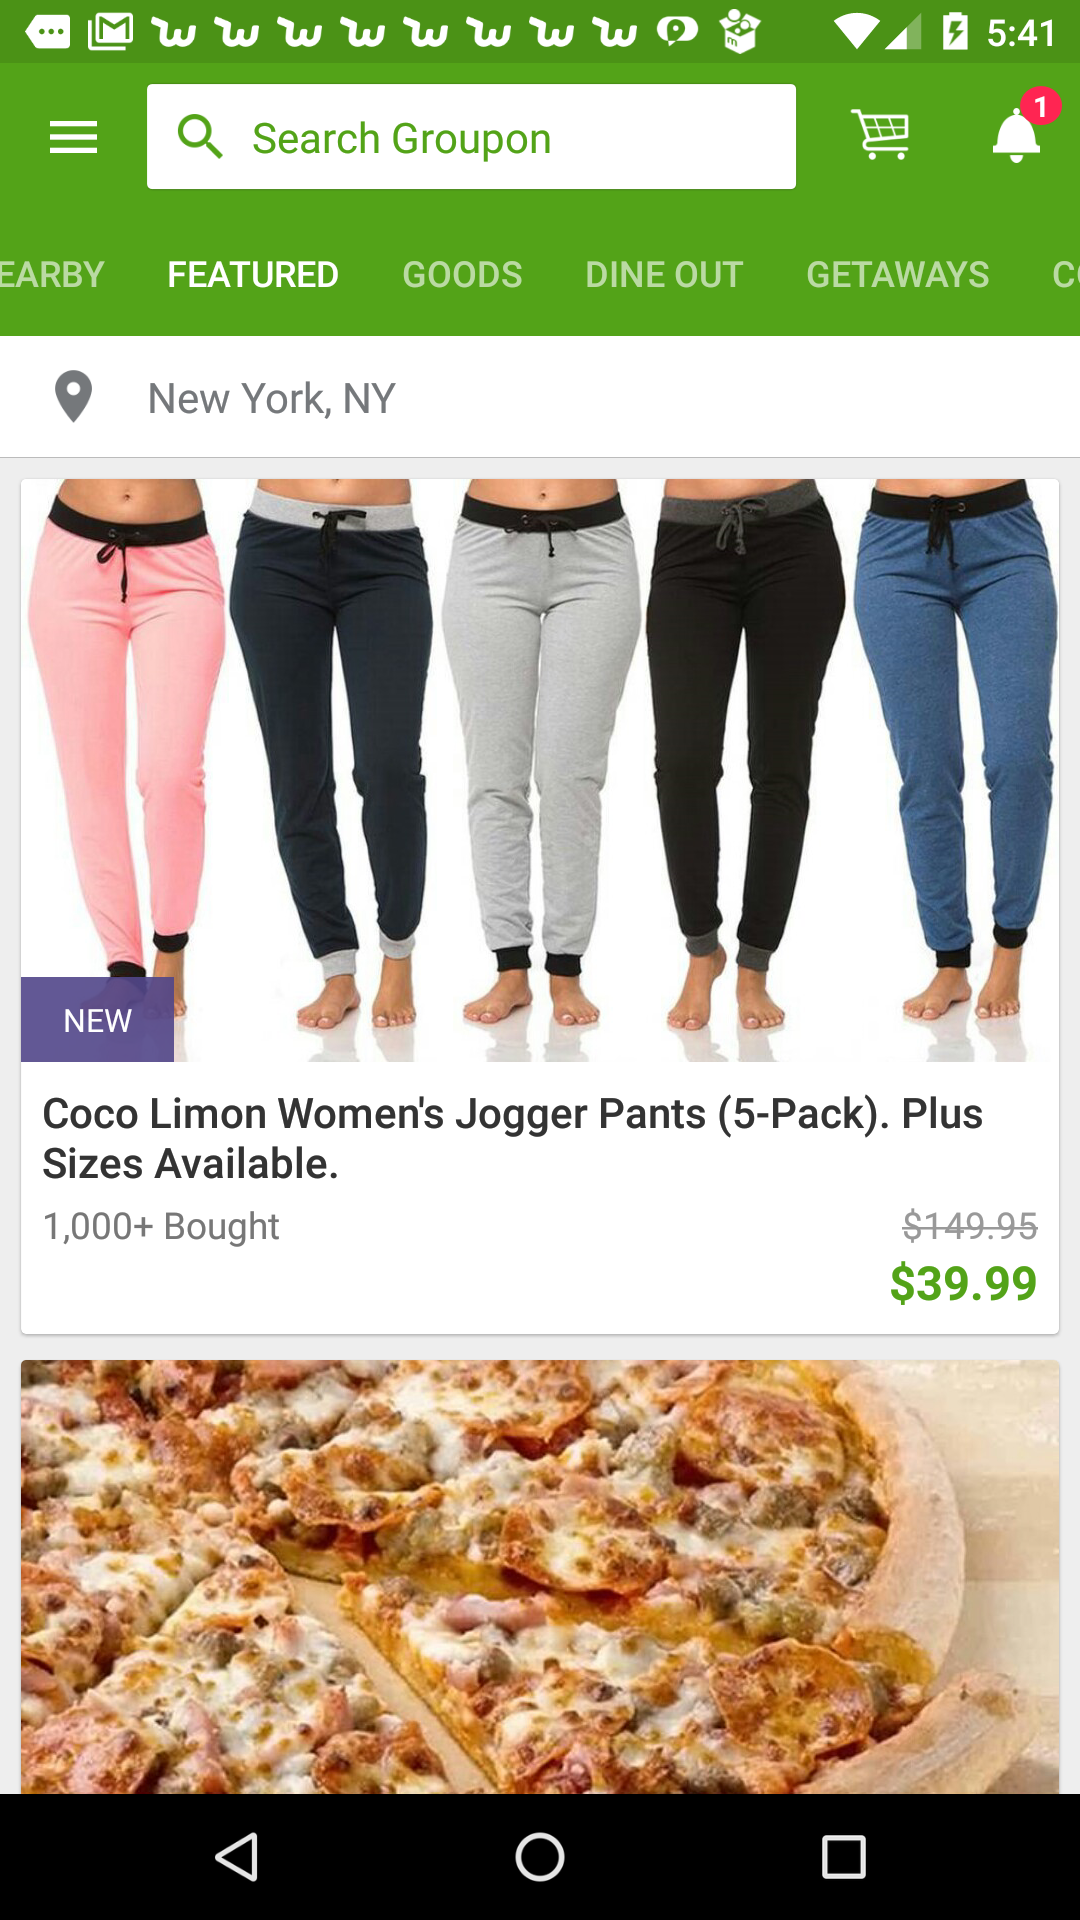 5:41
Search Groupon
1
EARBY FEATURED GOODS DINE OUT GETAWAYS
New York, NY
NEW
Coco Limon Women's Jogger Pants (5-Pack). Plus
Sizes Available.
1,000+ Bought $149.95
$39.99